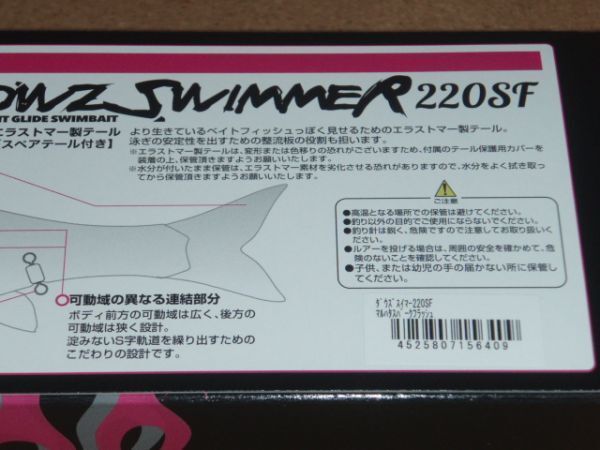 OWZ SWIMMER 220SF
NT GLIDE SWIMBAIT
エラストマー製テール
スペアテール付き】
より生きているベイトフィッシュっぽく見せるためのエラストマー製テール。
泳ぎの安定性を出すための整流板の役割も担います。
※エラストマー製テールは、変形または色移りの恐れがございますため、付属のテール保護用カバーを
装着の上、保管頂きますようお願いいたします。
※水分が付いたまま保管は、エラストマー素材を劣化させる恐れがありますので、水分をよく拭き取っ
てから保管頂きますようお願いいたします。
ご注意
●高温となる場所での保管は避けてください。
●釣り以外の目的でご使用にならないでください。
●釣り針は鋭く、危険ですので注意してお取り扱いく
ださい。
●ルアーを投げる場合は、周囲の安全を確かめて、危
険のないことを確認してください。
●子供、または幼児の手の届かない所に保管し
てください。
可動域の異なる連結部分
ボディ前方の可動域は広く、後方の
可動域は狭く設計。
淀みないS字軌道を繰り出すための
こだわりの設計です。
ﾀﾞｳｽﾞｽｲﾏｰ220SF
ﾏﾙﾊﾀｽﾊﾟｰｸﾌﾗｯｼｭ
4525807156409